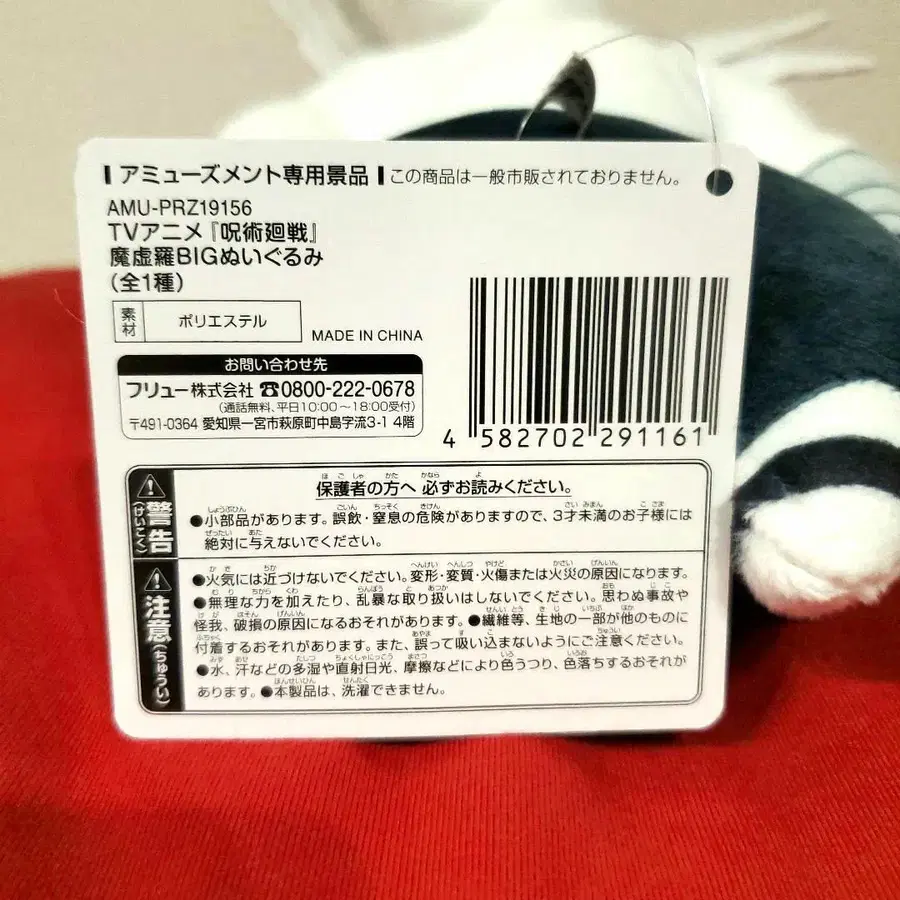 アミューズメント専用景品 この商品は一般市販されておりません。
AMU-PRZ19156
TVアニメ『呪術廻戦』
魔虚羅BIGぬいぐるみ
(全1種)
素材 ポリエステル MADE IN CHINA
お問い合わせ先
フリュー株式会社 ☎0800-222-0678
(通話無料、平日10:00～18:00受付)
〒491-0364 愛知県一宮市萩原町中島字流3-1 4階
4 582702 291161
警告(けいこく)
保護者の方へ 必ずお読みください。
●小部品があります。誤飲・窒息の危険がありますので、3才未満のお子様には
絶対に与えないでください。
注意(ちゅうい)
●火気には近づけないでください。変形・変質・火傷または火災の原因になります。
●無理な力を加えたり、乱暴な取り扱いはしないでください。思わぬ事故や
怪我、破損の原因になるおそれがあります。●繊維等、生地の一部が他のものに
付着するおそれがあります。また、誤って吸い込まないようにご注意ください。
●水、汗などの多湿や直射日光、摩擦などにより色うつり、色落ちするおそれが
あります。●本製品は、洗濯できません。